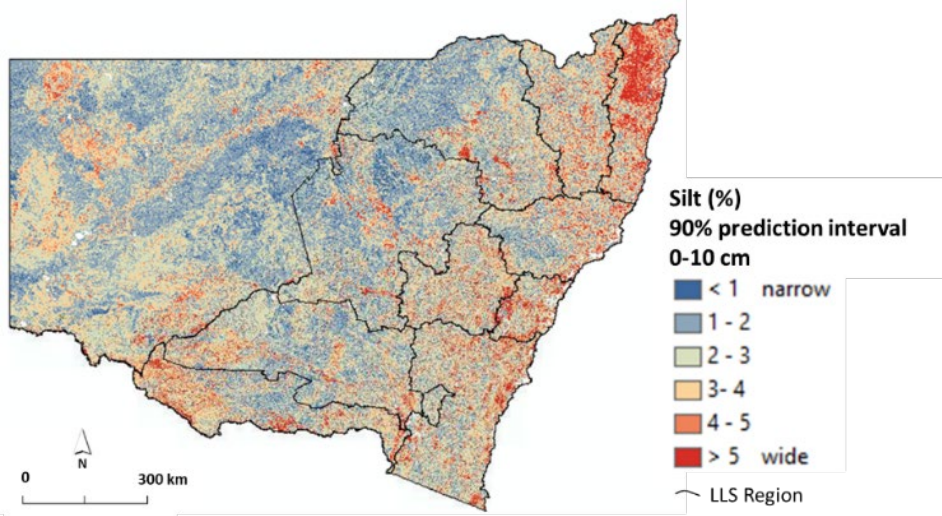 Silt (%)
90% prediction interval
0-10 cm
< 1 narrow
1 - 2
2 - 3
3- 4
4 - 5
> 5 wide
LLS Region
N
0 300 km